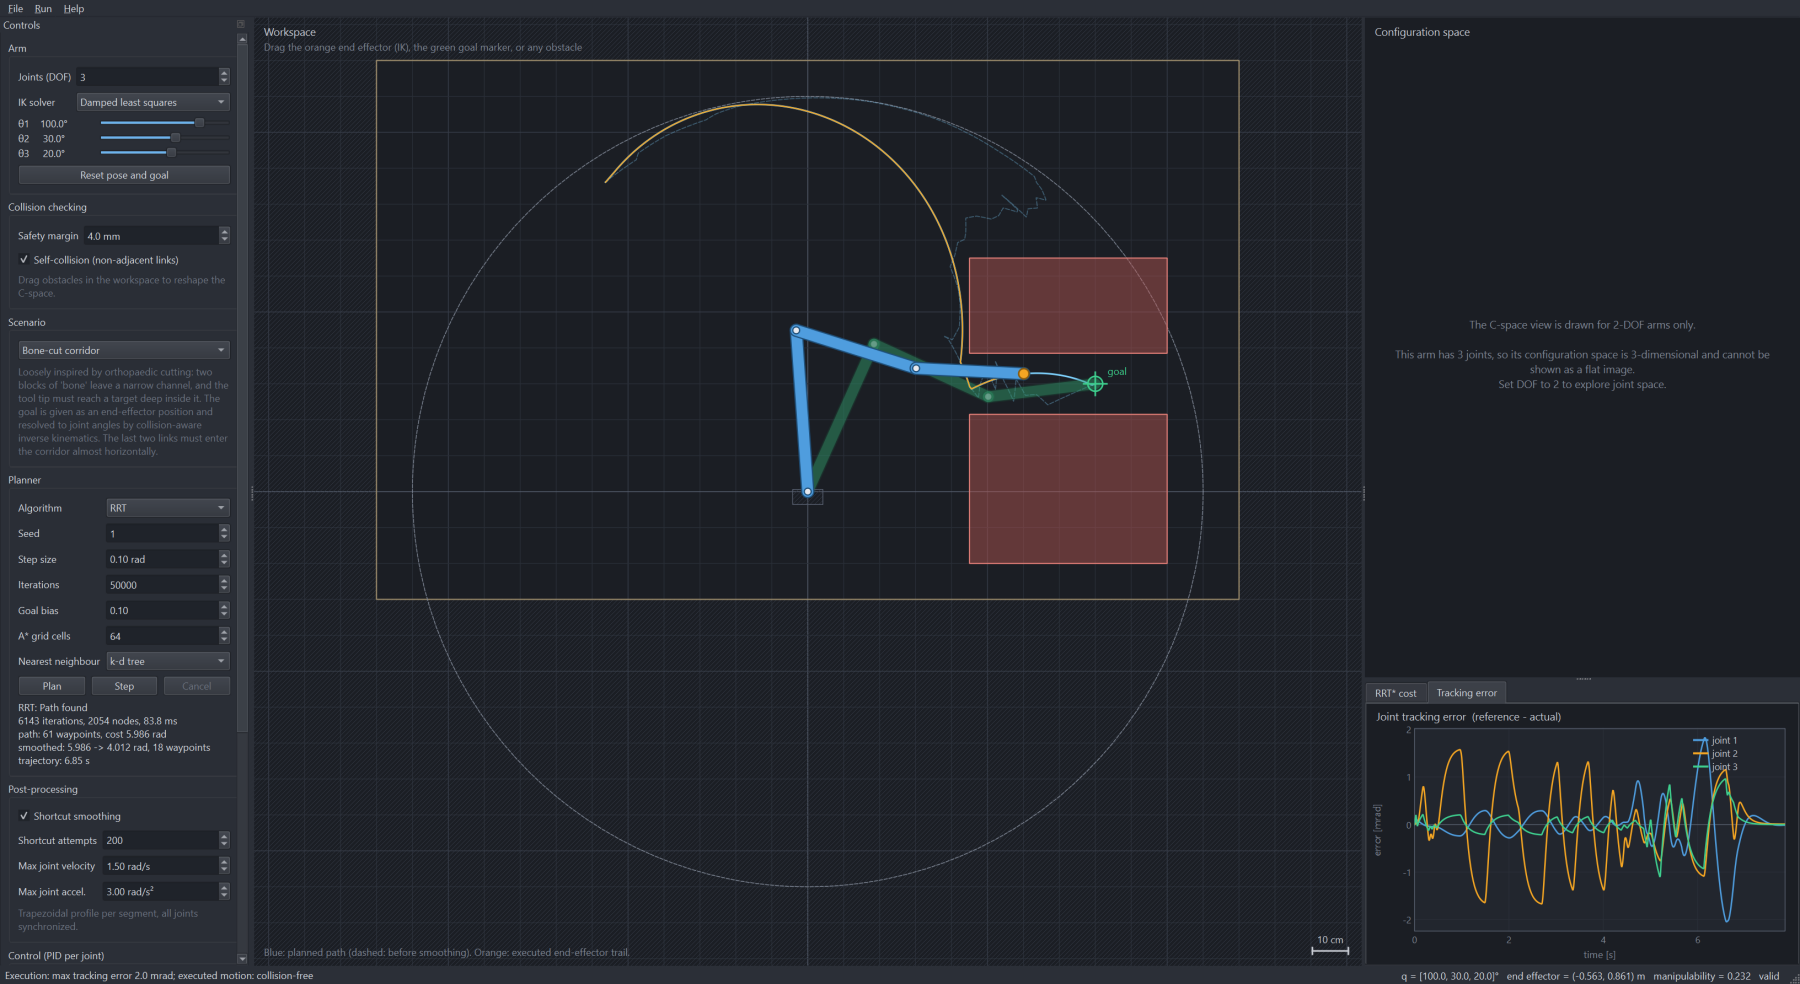 File Run Help
Controls
Arm
Joints (DOF) 3
IK solver Damped least squares
θ1 100.0°
θ2 30.0°
θ3 20.0°
Reset pose and goal
Collision checking
Safety margin 4.0 mm
Self-collision (non-adjacent links)
Drag obstacles in the workspace to reshape the
C-space.
Scenario
Bone-cut corridor
Loosely inspired by orthopaedic cutting: two
blocks of 'bone' leave a narrow channel, and the
tool tip must reach a target deep inside it. The
goal is given as an end-effector position and
resolved to joint angles by collision-aware
inverse kinematics. The last two links must enter
the corridor almost horizontally.
Planner
Algorithm RRT
Seed 1
Step size 0.10 rad
Iterations 50000
Goal bias 0.10
A* grid cells 64
Nearest neighbour k-d tree
Plan Step Cancel
RRT: Path found
6143 iterations, 2054 nodes, 83.8 ms
path: 61 waypoints, cost 5.986 rad
smoothed: 5.986 -> 4.012 rad, 18 waypoints
trajectory: 6.85 s
Post-processing
Shortcut smoothing
Shortcut attempts 200
Max joint velocity 1.50 rad/s
Max joint accel. 3.00 rad/s²
Trapezoidal profile per segment, all joints
synchronized.
Control (PID per joint)
Workspace
Drag the orange end effector (IK), the green goal marker, or any obstacle
goal
10 cm
Blue: planned path (dashed: before smoothing). Orange: executed end-effector trail.
Configuration space
The C-space view is drawn for 2-DOF arms only.
This arm has 3 joints, so its configuration space is 3-dimensional and cannot be
shown as a flat image.
Set DOF to 2 to explore joint space.
RRT* cost Tracking error
Joint tracking error (reference - actual)
joint 1
joint 2
joint 3
2
1
0
-1
-2
error [mrad]
0 2 4 6
time [s]
Execution: max tracking error 2.0 mrad; executed motion: collision-free
q = [100.0, 30.0, 20.0]° end effector = (-0.563, 0.861) m manipulability = 0.232 valid